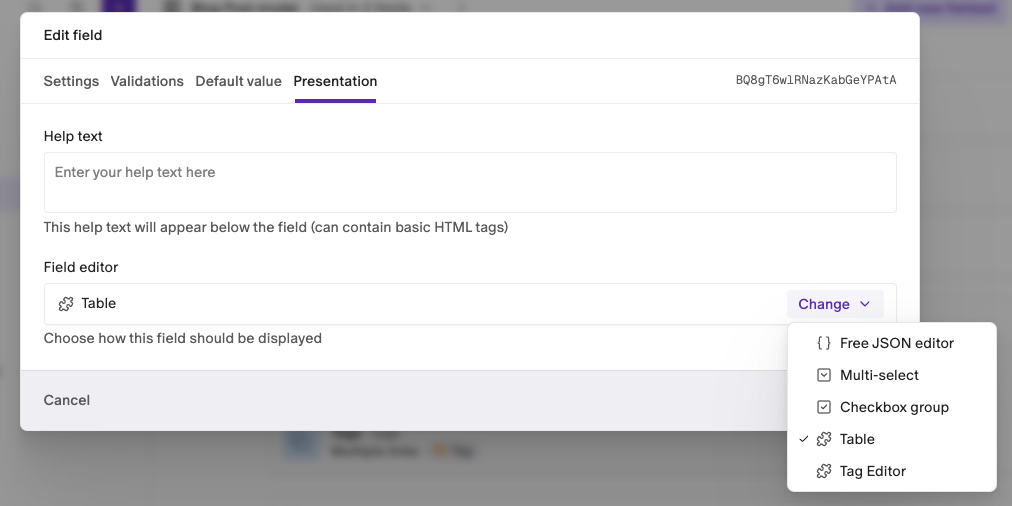 Edit field
Settings Validations Default value Presentation BQ8gT6wlRNazKabGeYPAtA
Help text
Enter your help text here
This help text will appear below the field (can contain basic HTML tags)
Field editor
Table Change
Choose how this field should be displayed
{ } Free JSON editor
Multi-select
Checkbox group
Table
Tag Editor
Cancel